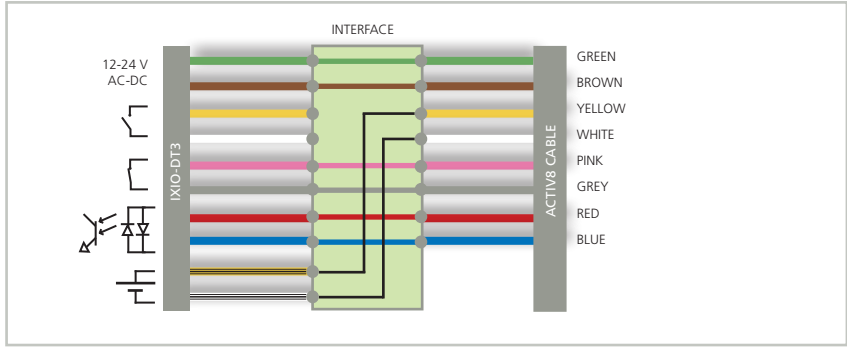 INTERFACE
12-24 V
AC-DC
IXIO-DT3
ACTIV8 CABLE
GREEN
BROWN
YELLOW
WHITE
PINK
GREY
RED
BLUE